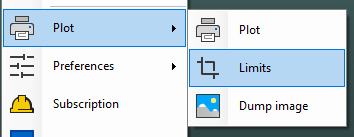 Plot
Preferences
Subscription
Plot
Limits
Dump image